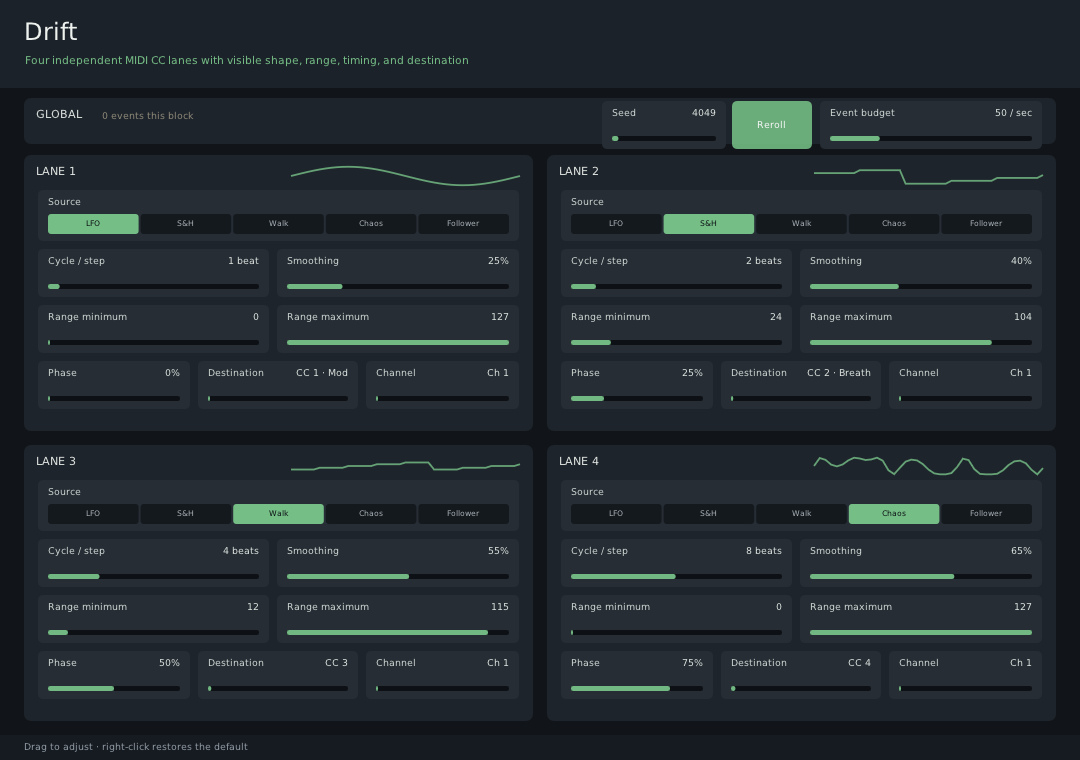 Drift
Four independent MIDI CC lanes with visible shape, range, timing, and destination
GLOBAL 0 events this block Seed 4049 Reroll Event budget 50 / sec
LANE 1
Source
LFO S&H Walk Chaos Follower
Cycle / step 1 beat Smoothing 25%
Range minimum 0 Range maximum 127
Phase 0% Destination CC 1 · Mod Channel Ch 1
LANE 2
Source
LFO S&H Walk Chaos Follower
Cycle / step 2 beats Smoothing 40%
Range minimum 24 Range maximum 104
Phase 25% Destination CC 2 · Breath Channel Ch 1
LANE 3
Source
LFO S&H Walk Chaos Follower
Cycle / step 4 beats Smoothing 55%
Range minimum 12 Range maximum 115
Phase 50% Destination CC 3 Channel Ch 1
LANE 4
Source
LFO S&H Walk Chaos Follower
Cycle / step 8 beats Smoothing 65%
Range minimum 0 Range maximum 127
Phase 75% Destination CC 4 Channel Ch 1
Drag to adjust · right-click restores the default